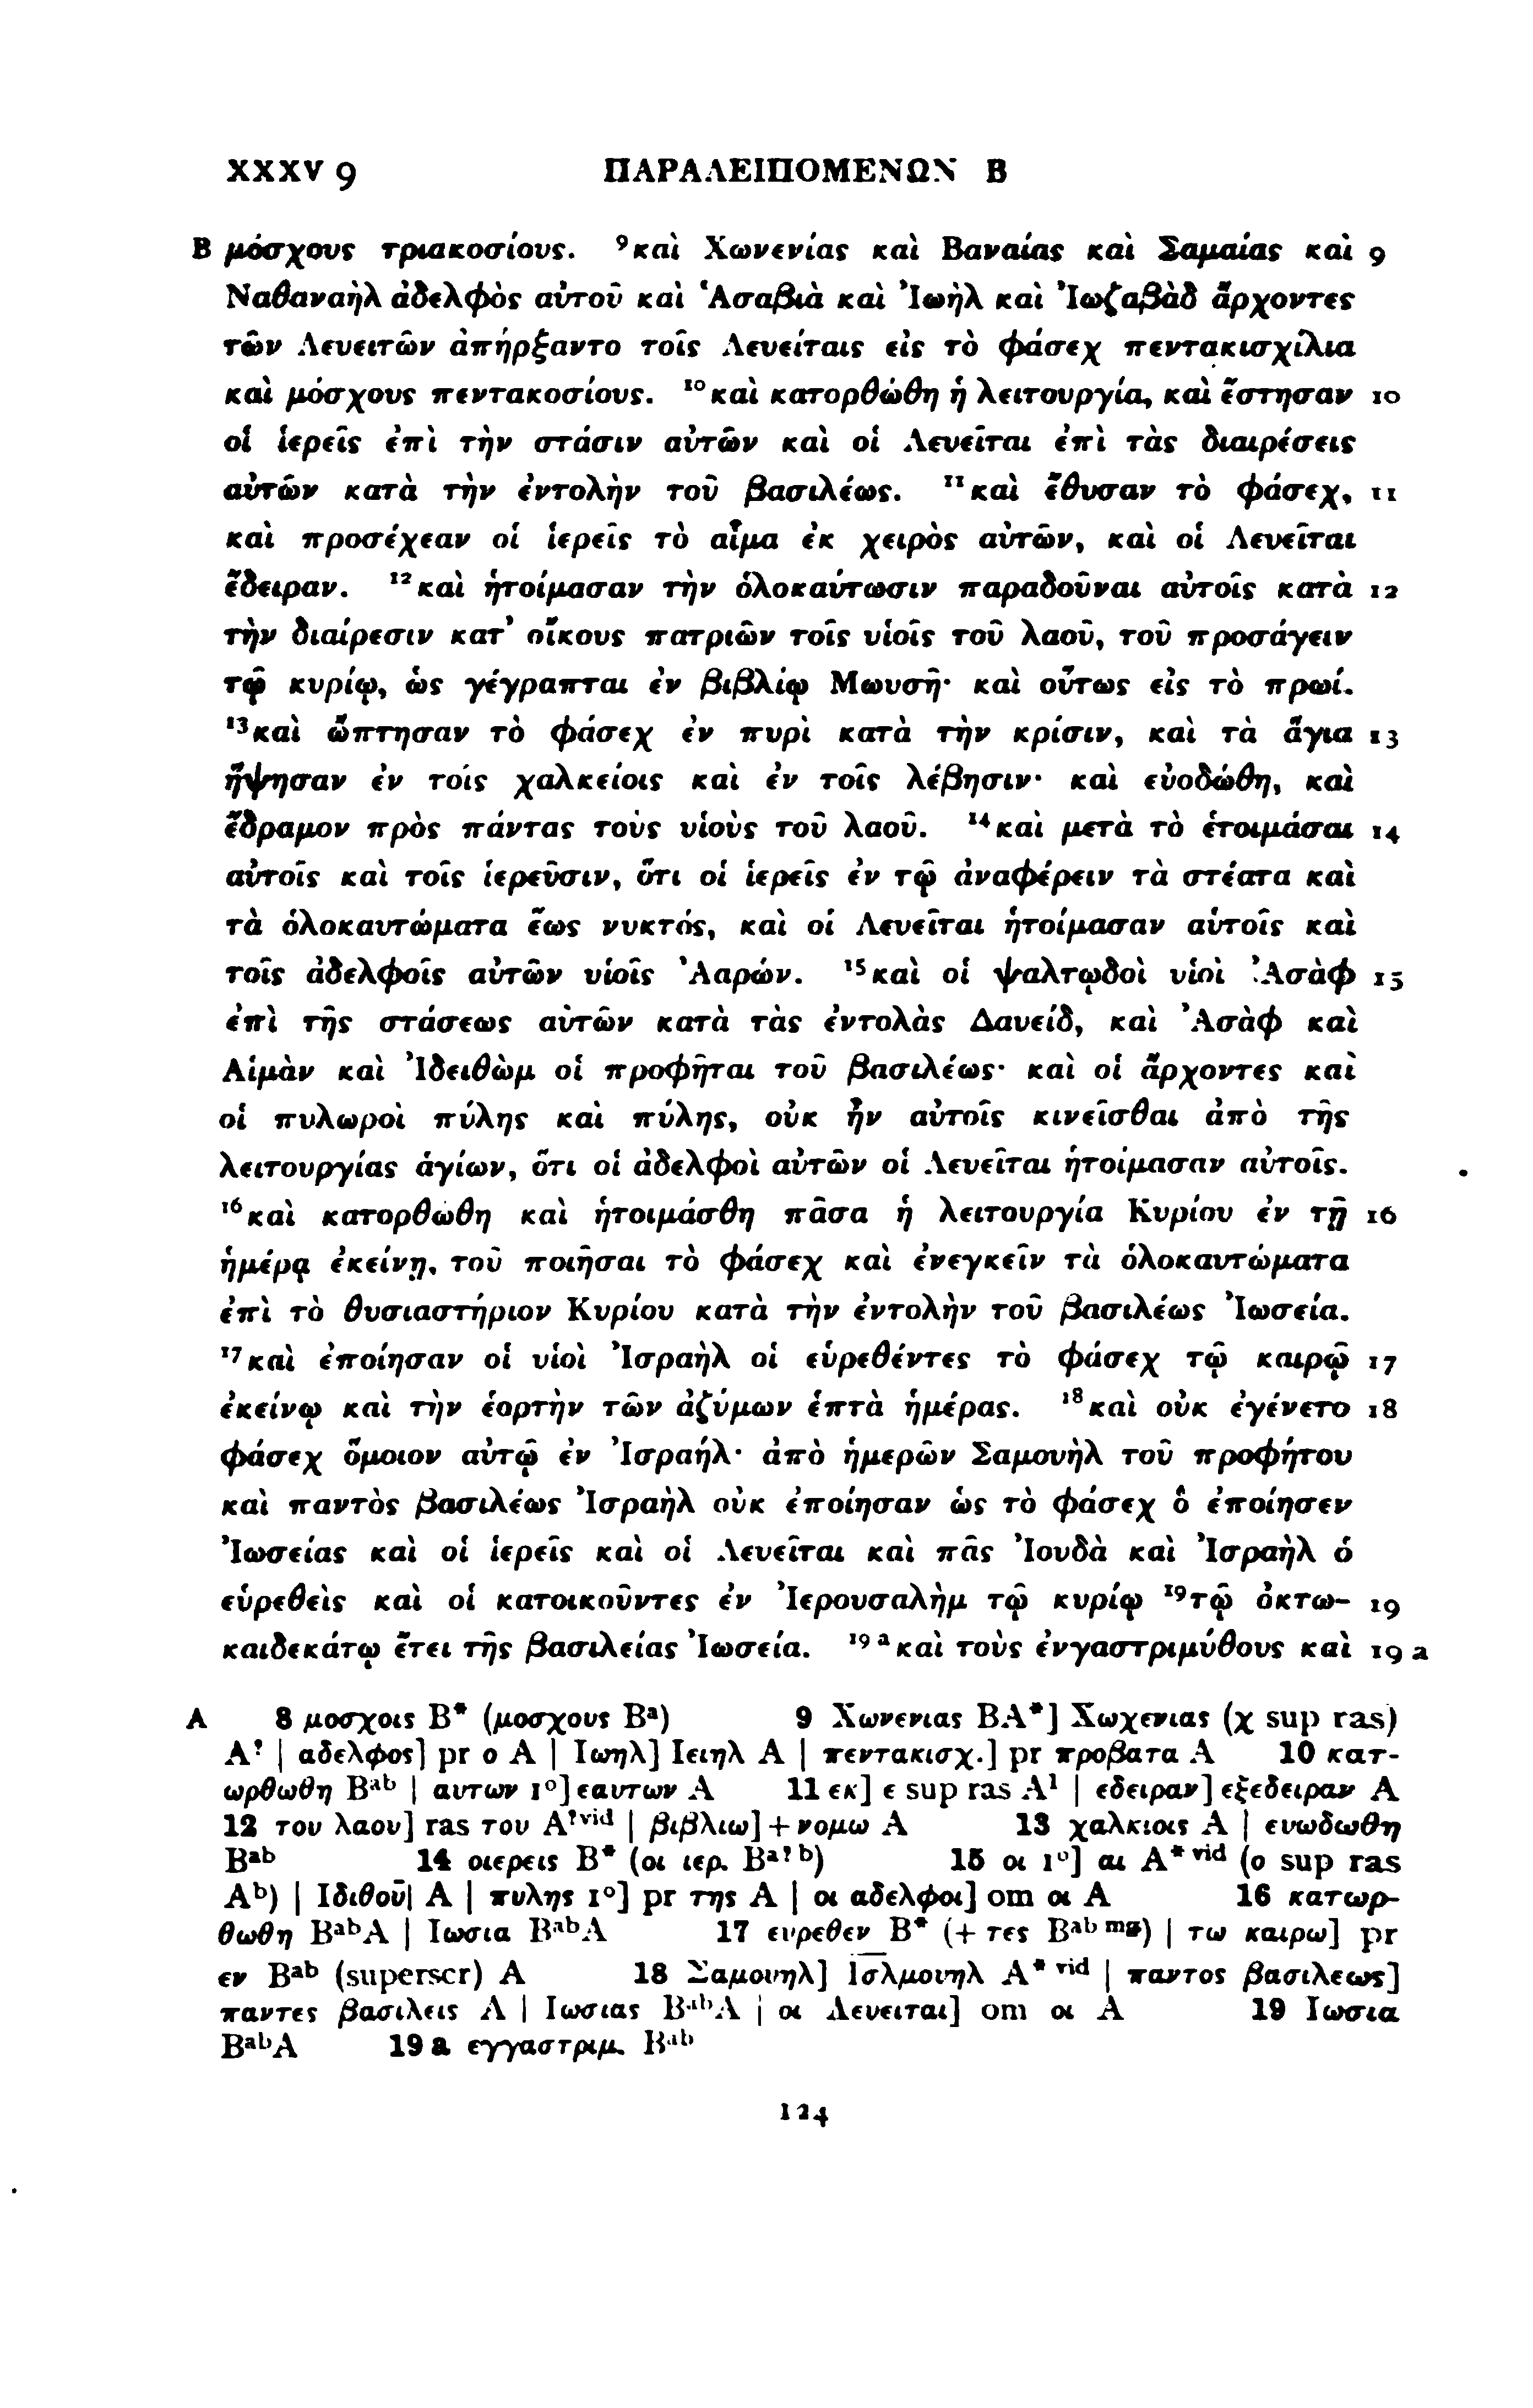 XXXV 9 ΠΑΡΑΛΕΙΠΟΜΕΝΩΝ Β
B μόσχους τριακοσίους. ⁹καὶ Χωνενίας καὶ Βαναίας καὶ Σαμαίας καὶ 9
Ναθαναὴλ ἀδελφὸς αὐτοῦ καὶ Ἁσαβιὰ καὶ Ἰωὴλ καὶ Ἰωζαβὰδ ἄρχοντες
τῶν Λευειτῶν ἀπήρξαντο τοῖς Λευείταις εἰς τὸ φάσεχ πεντακισχίλια
καὶ μόσχους πεντακοσίους. ¹⁰καὶ κατορθώθη ἡ λειτουργία, καὶ ἔστησαν 10
οἱ ἱερεῖς ἐπὶ τὴν στάσιν αὐτῶν καὶ οἱ Λευεῖται ἐπὶ τὰς διαιρέσεις
αὐτῶν κατὰ τὴν ἐντολὴν τοῦ βασιλέως. ¹¹καὶ ἔθυσαν τὸ φάσεχ, 11
καὶ προσέχεαν οἱ ἱερεῖς τὸ αἷμα ἐκ χειρὸς αὐτῶν, καὶ οἱ Λευεῖται
ἔδειραν. ¹²καὶ ἡτοίμασαν τὴν ὁλοκαύτωσιν παραδοῦναι αὐτοῖς κατὰ 12
τὴν διαίρεσιν κατ᾽ οἴκους πατριῶν τοῖς υἱοῖς τοῦ λαοῦ, τοῦ προσάγειν
τῷ κυρίῳ, ὡς γέγραπται ἐν βιβλίῳ Μωυσῆ· καὶ οὕτως εἰς τὸ πρωί.
¹³καὶ ὤπτησαν τὸ φάσεχ ἐν πυρὶ κατὰ τὴν κρίσιν, καὶ τὰ ἅγια 13
ἥψησαν ἐν τοῖς χαλκείοις καὶ ἐν τοῖς λέβησιν· καὶ εὐοδώθη, καὶ
ἔδραμον πρὸς πάντας τοὺς υἱοὺς τοῦ λαοῦ. ¹⁴καὶ μετὰ τὸ ἑτοιμάσαι 14
αὐτοῖς καὶ τοῖς ἱερεῦσιν, ὅτι οἱ ἱερεῖς ἐν τῷ ἀναφέρειν τὰ στέατα καὶ
τὰ ὁλοκαυτώματα ἕως νυκτός, καὶ οἱ Λευεῖται ἡτοίμασαν αὐτοῖς καὶ
τοῖς ἀδελφοῖς αὐτῶν υἱοῖς Ἀαρών. ¹⁵καὶ οἱ ψαλτῳδοὶ υἱοὶ Ἀσὰφ 15
ἐπὶ τῆς στάσεως αὐτῶν κατὰ τὰς ἐντολὰς Δαυείδ, καὶ Ἀσὰφ καὶ
Αἱμὰν καὶ Ἰδειθὼμ οἱ προφῆται τοῦ βασιλέως· καὶ οἱ ἄρχοντες καὶ
οἱ πυλωροὶ πύλης καὶ πύλης, οὐκ ἦν αὐτοῖς κινεῖσθαι ἀπὸ τῆς
λειτουργίας ἁγίων, ὅτι οἱ ἀδελφοὶ αὐτῶν οἱ Λευεῖται ἡτοίμασαν αὐτοῖς.
¹⁶καὶ κατορθώθη καὶ ἡτοιμάσθη πᾶσα ἡ λειτουργία Κυρίου ἐν τῇ 16
ἡμέρᾳ ἐκείνῃ, τοῦ ποιῆσαι τὸ φάσεχ καὶ ἐνεγκεῖν τὰ ὁλοκαυτώματα
ἐπὶ τὸ θυσιαστήριον Κυρίου κατὰ τὴν ἐντολὴν τοῦ βασιλέως Ἰωσεία.
¹⁷καὶ ἐποίησαν οἱ υἱοὶ Ἰσραὴλ οἱ εὑρεθέντες τὸ φάσεχ τῷ καιρῷ 17
ἐκείνῳ καὶ τὴν ἑορτὴν τῶν ἀζύμων ἑπτὰ ἡμέρας. ¹⁸καὶ οὐκ ἐγένετο 18
φάσεχ ὅμοιον αὐτῷ ἐν Ἰσραήλ· ἀπὸ ἡμερῶν Σαμουὴλ τοῦ προφήτου
καὶ παντὸς βασιλέως Ἰσραὴλ οὐκ ἐποίησαν ὡς τὸ φάσεχ ὃ ἐποίησεν
Ἰωσείας καὶ οἱ ἱερεῖς καὶ οἱ Λευεῖται καὶ πᾶς Ἰουδὰ καὶ Ἰσραὴλ ὁ
εὑρεθεὶς καὶ οἱ κατοικοῦντες ἐν Ἰερουσαλὴμ τῷ κυρίῳ ¹⁹τῷ ὀκτω- 19
καιδεκάτῳ ἔτει τῆς βασιλείας Ἰωσεία. ¹⁹ᵃκαὶ τοὺς ἐνγαστριμύθους καὶ 19 a
A 8 μοσχοις B* (μοσχους Bᵃ) 9 Χωνενιας BA*] Χωχενιας (χ sup ras)
A? | αδελφος] pr ο A | Ιωηλ] Ιειηλ A | πεντακισχ.] pr προβατα A 10 κατ-
ωρθωθη Bᵃᵇ | αυτων 1º] εαυτων A 11 εκ] ε sup ras A¹ | εδειραν] εξεδειραν A
12 του λαου] ras του A?ᵛⁱᵈ | βιβλιω] + νομω A 13 χαλκιοις A | ευωδωθη
Bᵃᵇ 14 οιερεις B* (οι ιερ. Bᵃ?ᵇ) 15 οι 1º] αι A*ᵛⁱᵈ (ο sup ras
Aᵇ) | Ιδιθου̅| A | πυλης 1º] pr της A | οι αδελφοι] om οι A 16 κατωρ-
θωθη BᵃᵇA | Ιωσια BᵃᵇA 17 ευρεθεν B* (+ τες Bᵃᵇ ᵐᵍ) | τω καιρω] pr
εν Bᵃᵇ (superscr) A 18 Σαμουηλ] Ισ̅λμουηλ A*ᵛⁱᵈ | παντος βασιλεως]
παντες βασιλεις A | Ιωσιας BᵃᵇA | οι Λευειται] om οι A 19 Ιωσια
BᵃᵇA 19 a εγγαστριμ. Bᵃᵇ
124